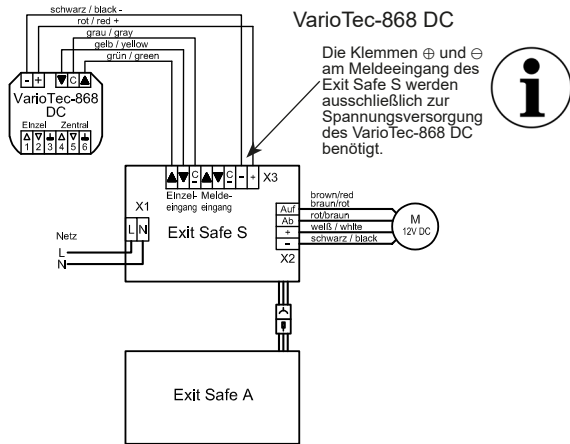 VarioTec-868 DC
schwarz / black -
rot / red +
grau / gray
gelb / yellow
grün / green
- + ▼ C ▲
VarioTec-868
DC
Einzel Zentral
1 2 3 4 5 6
Die Klemmen ⊕ und ⊖
am Meldeeingang des
Exit Safe S werden
ausschließlich zur
Spannungsversorgung
des VarioTec-868 DC
benötigt.
i
▲ ▼ C - ▲ ▼ C - - + X3
Einzel- Melde-
eingang eingang
X1
L N
Exit Safe S
Netz
L
N
Auf
Ab
+
-
X2
brown/red
braun/rot
rot/braun
weiß / white
schwarz / black
M
12V DC
Exit Safe A